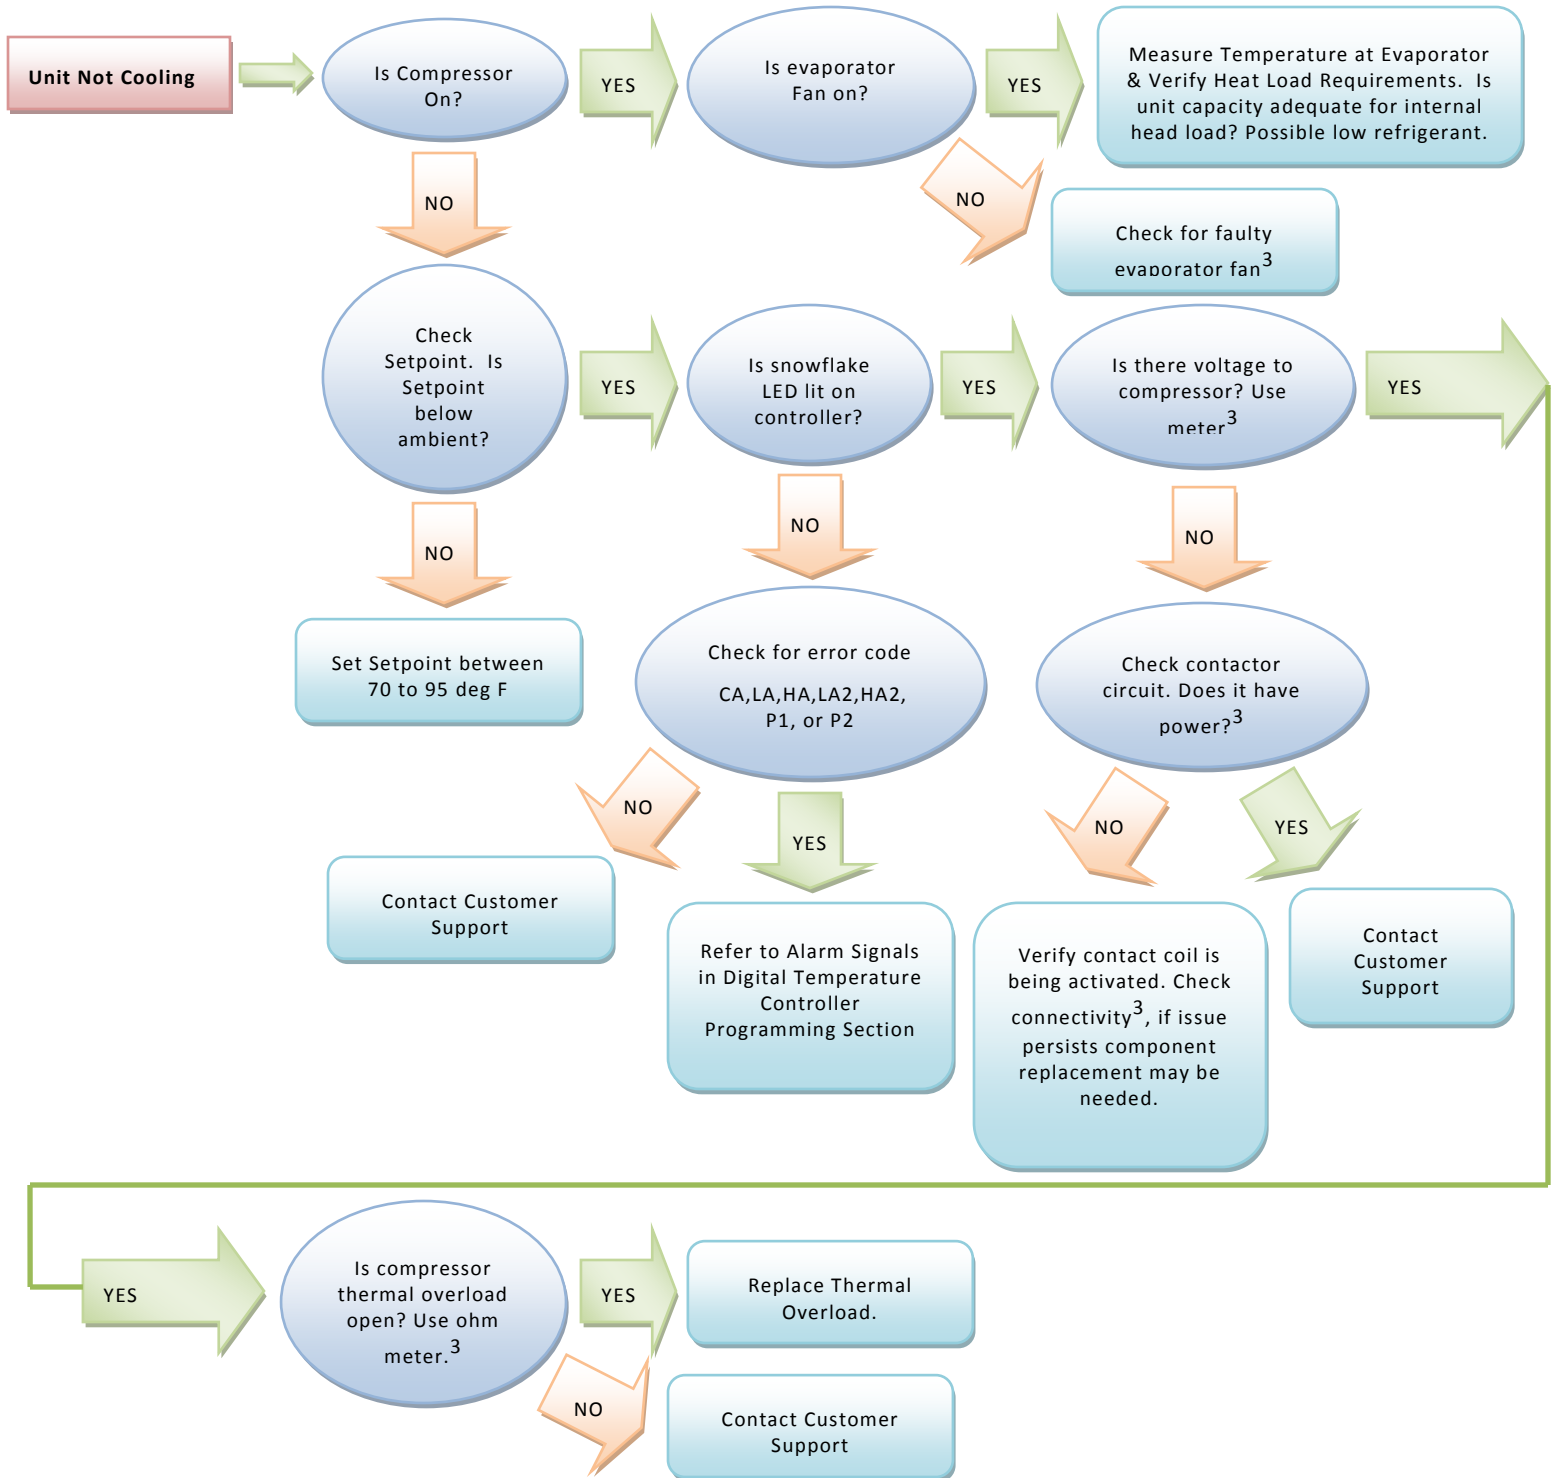 Unit Not Cooling
Is Compressor
On?
YES
Is evaporator
Fan on?
YES
Measure Temperature at Evaporator
& Verify Heat Load Requirements. Is
unit capacity adequate for internal
head load? Possible low refrigerant.
NO
NO
Check for faulty
evaporator fan3
Check
Setpoint. Is
Setpoint
below
ambient?
YES
Is snowflake
LED lit on
controller?
YES
Is there voltage to
compressor? Use
meter3
YES
NO
NO
NO
Set Setpoint between
70 to 95 deg F
Check for error code
CA,LA,HA,LA2,HA2,
P1, or P2
Check contactor
circuit. Does it have
power?3
NO
YES
NO
YES
Contact Customer
Support
Refer to Alarm Signals
in Digital Temperature
Controller
Programming Section
Verify contact coil is
being activated. Check
connectivity3, if issue
persists component
replacement may be
needed.
Contact
Customer
Support
YES
Is compressor
thermal overload
open? Use ohm
meter.3
YES
Replace Thermal
Overload.
NO
Contact Customer
Support